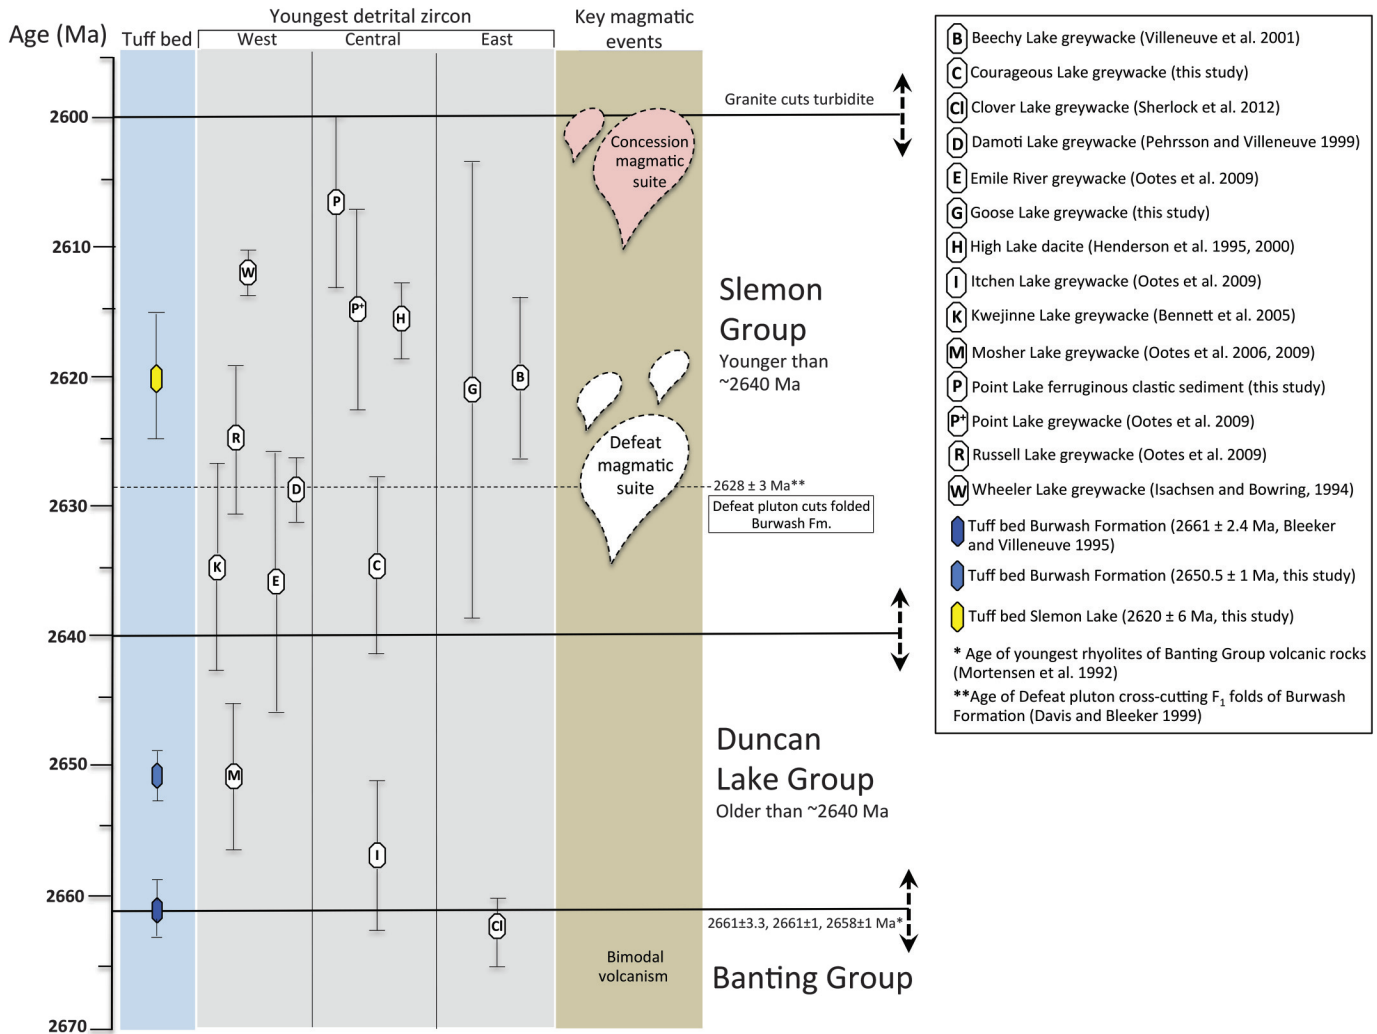 Age (Ma)
Tuff bed
Youngest detrital zircon
West
Central
East
Key magmatic
events
2600
2610
2620
2630
2640
2650
2660
2670
W
R
D
K
E
M
P
P+
H
C
I
G
B
Cl
Concession
magmatic
suite
Defeat
magmatic
suite
Bimodal
volcanism
Granite cuts turbidite
Slemon
Group
Younger than
~2640 Ma
2628 ± 3 Ma**
Defeat pluton cuts folded
Burwash Fm.
Duncan
Lake Group
Older than ~2640 Ma
2661±3.3, 2661±1, 2658±1 Ma*
Banting Group
B Beechy Lake greywacke (Villeneuve et al. 2001)
C Courageous Lake greywacke (this study)
Cl Clover Lake greywacke (Sherlock et al. 2012)
D Damoti Lake greywacke (Pehrsson and Villeneuve 1999)
E Emile River greywacke (Ootes et al. 2009)
G Goose Lake greywacke (this study)
H High Lake dacite (Henderson et al. 1995, 2000)
I Itchen Lake greywacke (Ootes et al. 2009)
K Kwejinne Lake greywacke (Bennett et al. 2005)
M Mosher Lake greywacke (Ootes et al. 2006, 2009)
P Point Lake ferruginous clastic sediment (this study)
P+ Point Lake greywacke (Ootes et al. 2009)
R Russell Lake greywacke (Ootes et al. 2009)
W Wheeler Lake greywacke (Isachsen and Bowring, 1994)
Tuff bed Burwash Formation (2661 ± 2.4 Ma, Bleeker
and Villeneuve 1995)
Tuff bed Burwash Formation (2650.5 ± 1 Ma, this study)
Tuff bed Slemon Lake (2620 ± 6 Ma, this study)
* Age of youngest rhyolites of Banting Group volcanic rocks
(Mortensen et al. 1992)
**Age of Defeat pluton cross-cutting F1 folds of Burwash
Formation (Davis and Bleeker 1999)